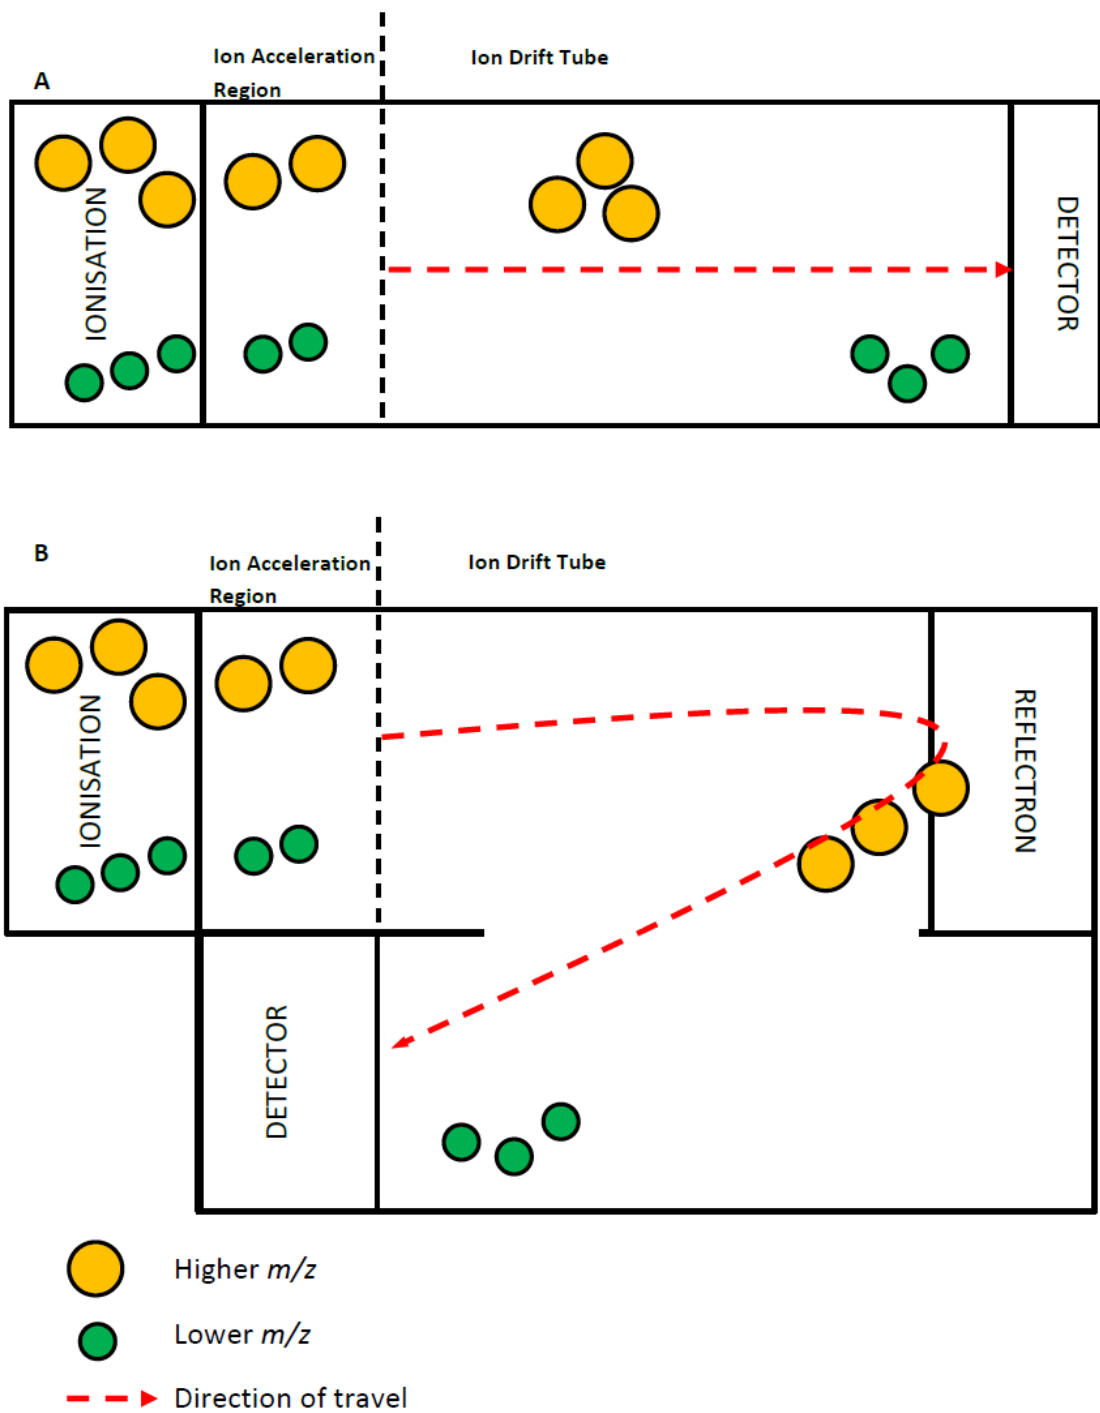 A
Ion Acceleration
Region
Ion Drift Tube
IONISATION
DETECTOR
B
Ion Acceleration
Region
Ion Drift Tube
IONISATION
REFLECTRON
DETECTOR
Higher m/z
Lower m/z
Direction of travel